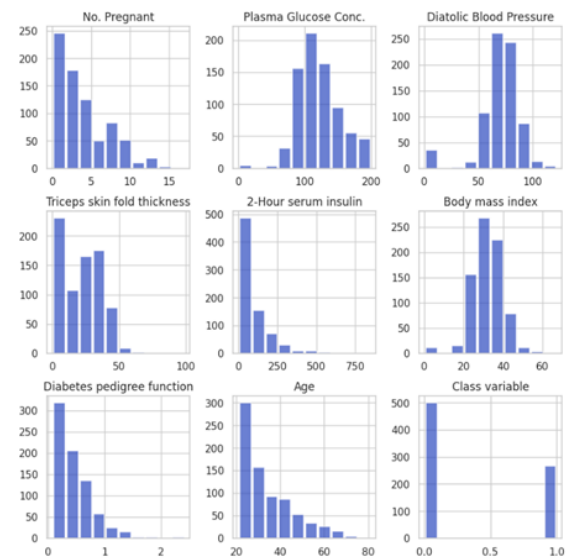 No. Pregnant Plasma Glucose Conc. Diatolic Blood Pressure
250 200 250
200 150 200
150 100 150
100 50 100
50 0 50
0 0
0 5 10 15 0 100 200 0 50 100
Triceps skin fold thickness 2-Hour serum insulin Body mass index
200 500 250
150 400 200
100 300 150
50 200 100
0 100 50
0 0
0 50 100 0 250 500 750 0 20 40 60
Diabetes pedigree function Age Class variable
300 300 500
250 250 400
200 200 300
150 150 200
100 100 100
50 50 0
0 0
0 1 2 20 40 60 80 0.0 0.5 1.0